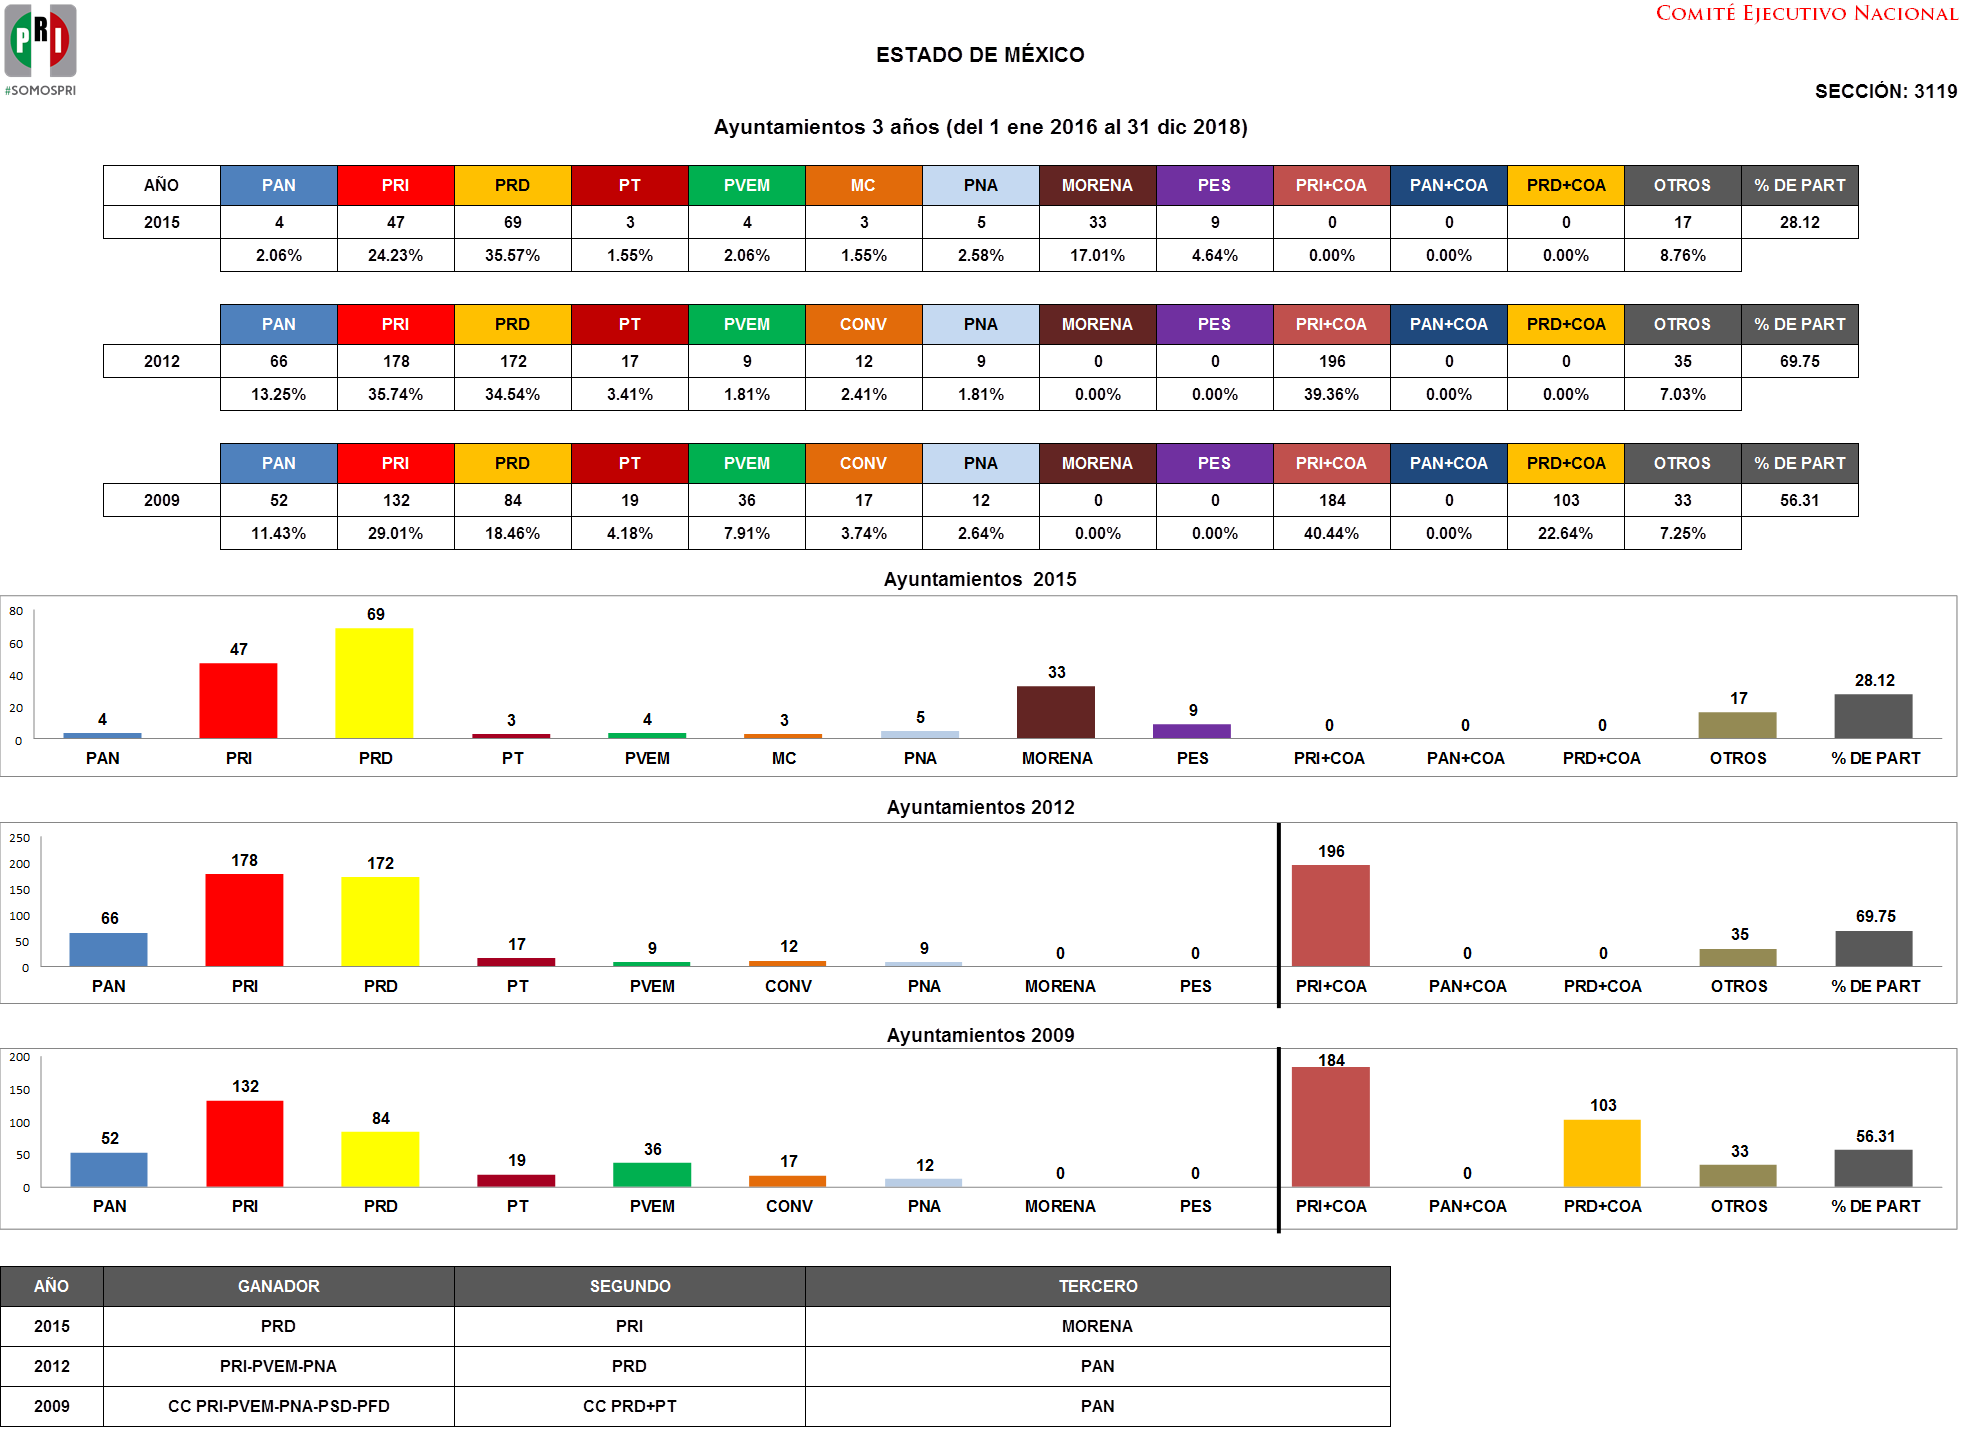 PRI
#SOMOSPRI
COMITÉ EJECUTIVO NACIONAL
ESTADO DE MÉXICO
SECCIÓN: 3119
Ayuntamientos 3 años (del 1 ene 2016 al 31 dic 2018)
AÑO PAN PRI PRD PT PVEM MC PNA MORENA PES PRI+COA PAN+COA PRD+COA OTROS % DE PART
2015 4 47 69 3 4 3 5 33 9 0 0 0 17 28.12
2.06% 24.23% 35.57% 1.55% 2.06% 1.55% 2.58% 17.01% 4.64% 0.00% 0.00% 0.00% 8.76%
PAN PRI PRD PT PVEM CONV PNA MORENA PES PRI+COA PAN+COA PRD+COA OTROS % DE PART
2012 66 178 172 17 9 12 9 0 0 196 0 0 35 69.75
13.25% 35.74% 34.54% 3.41% 1.81% 2.41% 1.81% 0.00% 0.00% 39.36% 0.00% 0.00% 7.03%
PAN PRI PRD PT PVEM CONV PNA MORENA PES PRI+COA PAN+COA PRD+COA OTROS % DE PART
2009 52 132 84 19 36 17 12 0 0 184 0 103 33 56.31
11.43% 29.01% 18.46% 4.18% 7.91% 3.74% 2.64% 0.00% 0.00% 40.44% 0.00% 22.64% 7.25%
Ayuntamientos 2015
80
60
40
20
0
4 47 69 3 4 3 5 33 9 0 0 0 17 28.12
PAN PRI PRD PT PVEM MC PNA MORENA PES PRI+COA PAN+COA PRD+COA OTROS % DE PART
Ayuntamientos 2012
250
200
150
100
50
0
66 178 172 17 9 12 9 0 0 196 0 0 35 69.75
PAN PRI PRD PT PVEM CONV PNA MORENA PES PRI+COA PAN+COA PRD+COA OTROS % DE PART
Ayuntamientos 2009
200
150
100
50
0
52 132 84 19 36 17 12 0 0 184 0 103 33 56.31
PAN PRI PRD PT PVEM CONV PNA MORENA PES PRI+COA PAN+COA PRD+COA OTROS % DE PART
AÑO GANADOR SEGUNDO TERCERO
2015 PRD PRI MORENA
2012 PRI-PVEM-PNA PRD PAN
2009 CC PRI-PVEM-PNA-PSD-PFD CC PRD+PT PAN